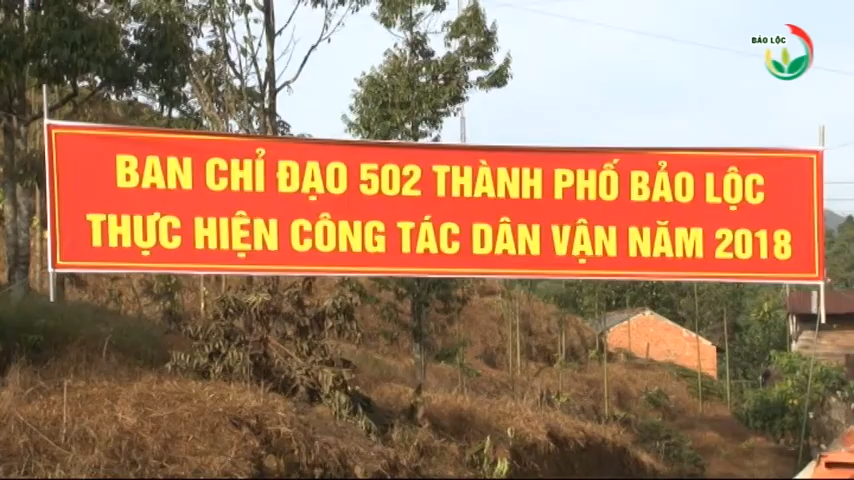 BẢO LỘC
BAN CHỈ ĐẠO 502 THÀNH PHỐ BẢO LỘC
THỰC HIỆN CÔNG TÁC DÂN VẬN NĂM 2018